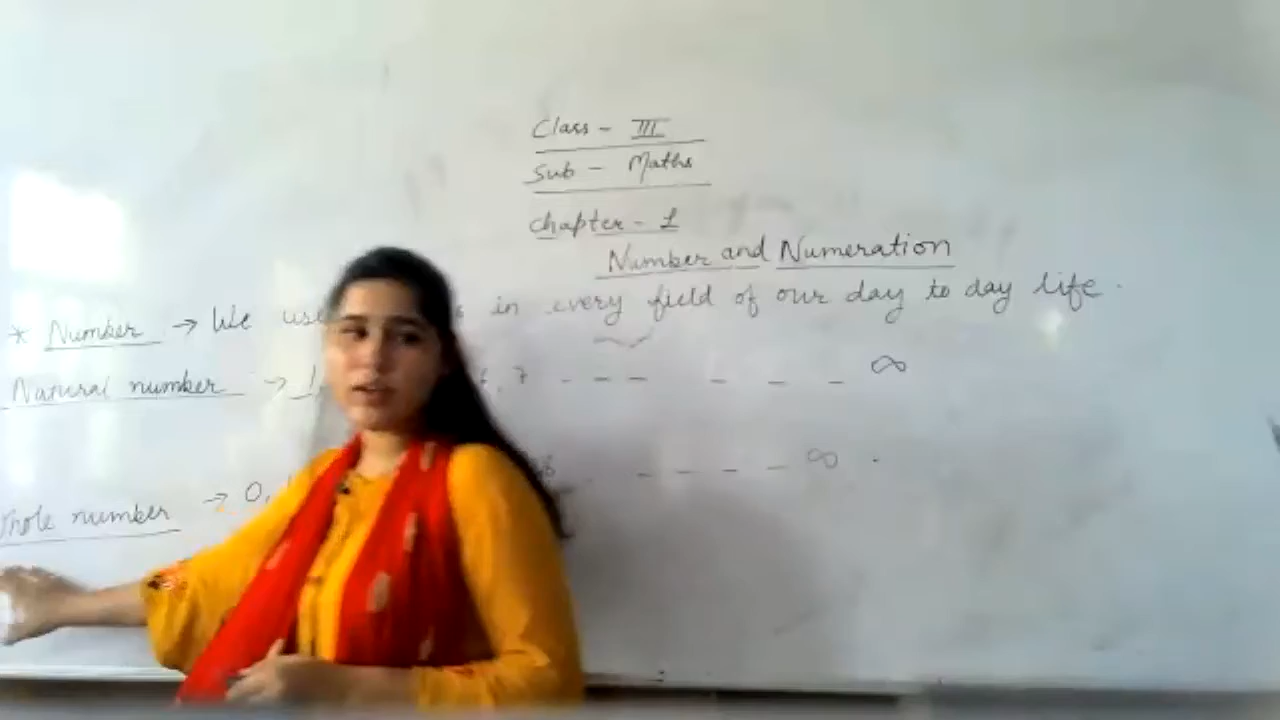 Class - III
Sub - Maths
Chapter - 1
Number and Numeration
* Number → We use in every field of our day to day life.
Natural number → 1, 7 - - - - - - ∞
number → 0, - - - - ∞ .